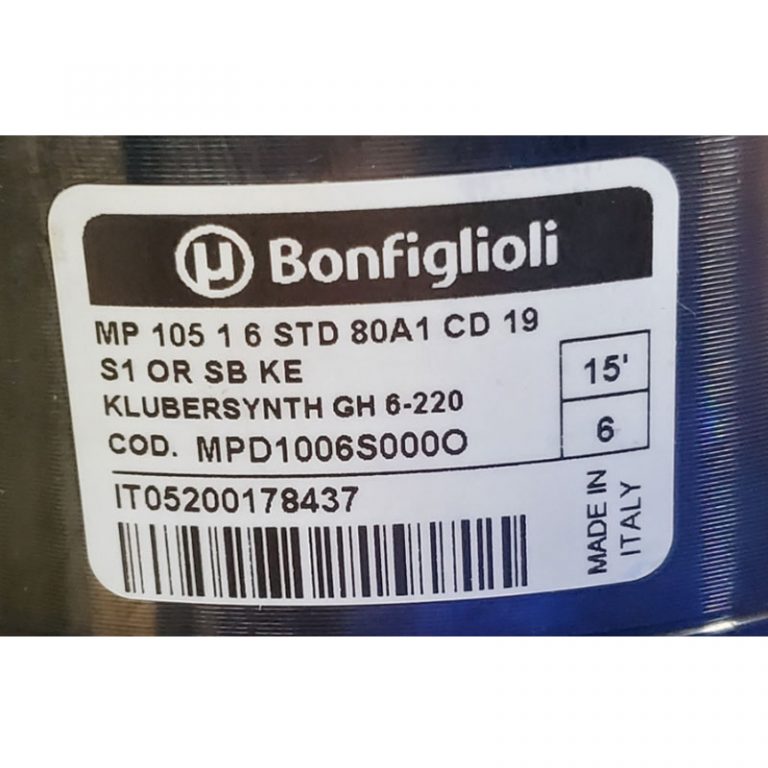 µ Bonfiglioli
MP 105 1 6 STD 80A1 CD 19
S1 OR SB KE
15'
KLUBERSYNTH GH 6-220
6
COD. MPD1006S000O
IT05200178437
MADE IN
ITALY